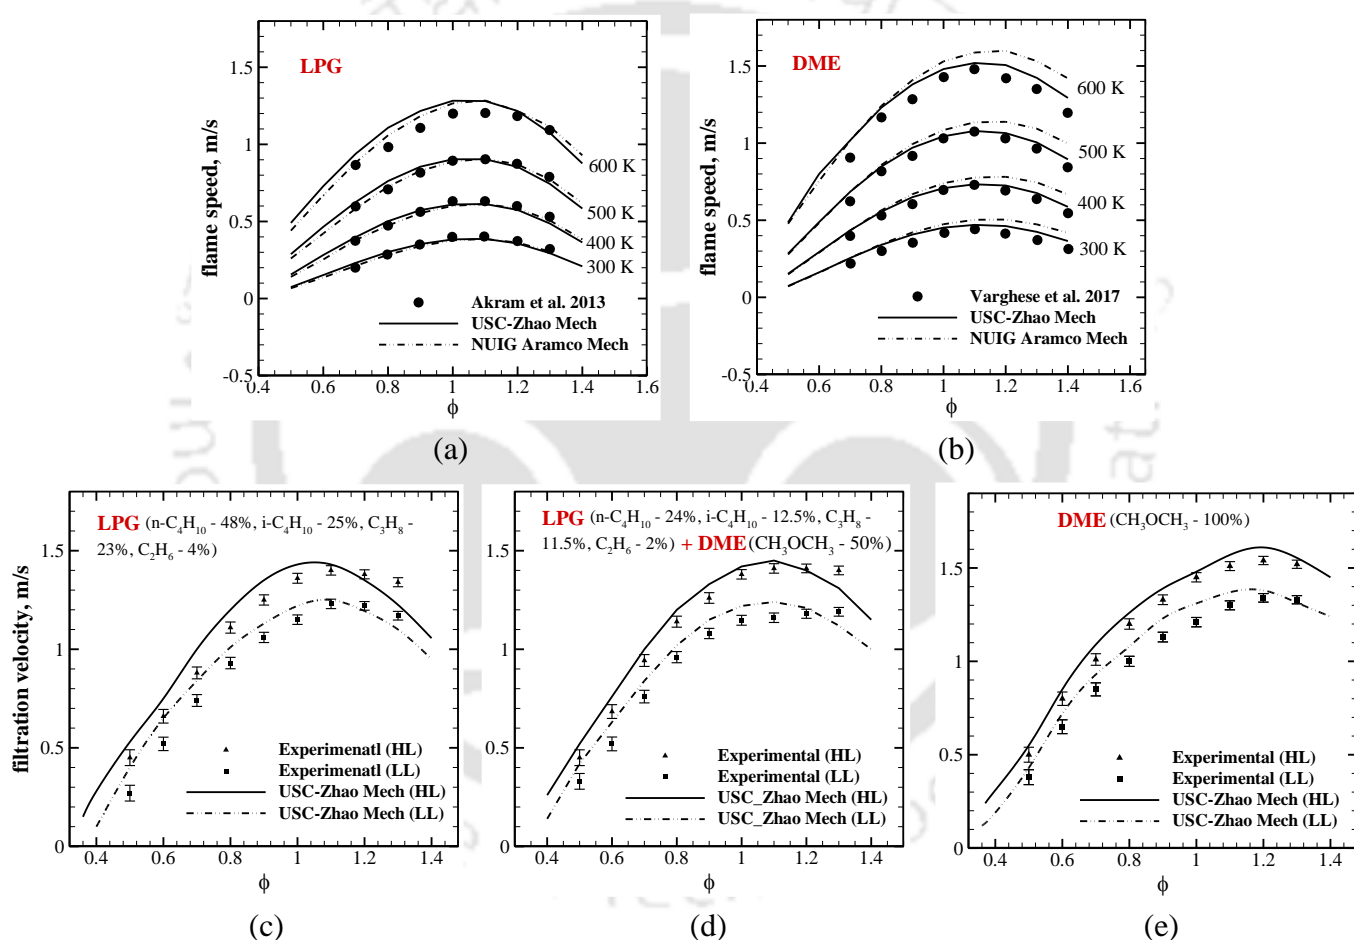 LPG
flame speed, m/s
1.5
1
0.5
0
-0.5
0.4 0.6 0.8 1 1.2 1.4 1.6
ϕ
600 K
500 K
400 K
300 K
Akram et al. 2013
USC-Zhao Mech
NUIG Aramco Mech
(a)
DME
flame speed, m/s
1.5
1
0.5
0
-0.5
0.4 0.6 0.8 1 1.2 1.4 1.6
ϕ
600 K
500 K
400 K
300 K
Varghese et al. 2017
USC-Zhao Mech
NUIG Aramco Mech
(b)
LPG (n-C₄H₁₀ - 48%, i-C₄H₁₀ - 25%, C₃H₈ -
23%, C₂H₆ - 4%)
filtration velocity, m/s
1.5
1
0.5
0
0.4 0.6 0.8 1 1.2 1.4
ϕ
Experimenatl (HL)
Experimenatl (LL)
USC-Zhao Mech (HL)
USC-Zhao Mech (LL)
(c)
LPG (n-C₄H₁₀ - 24%, i-C₄H₁₀ - 12.5%, C₃H₈ -
11.5%, C₂H₆ - 2%) + DME (CH₃OCH₃ - 50%)
1.5
1
0.5
0
0.4 0.6 0.8 1 1.2 1.4
ϕ
Experimental (HL)
Experimental (LL)
USC_Zhao Mech (HL)
USC_Zhao Mech (LL)
(d)
DME (CH₃OCH₃ - 100%)
1.5
1
0.5
0
0.4 0.6 0.8 1 1.2 1.4
ϕ
Experimental (HL)
Experimental (LL)
USC-Zhao Mech (HL)
USC-Zhao Mech (LL)
(e)